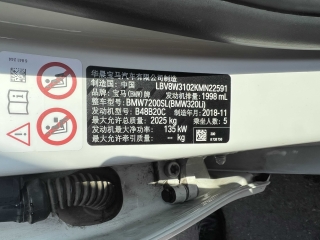 华晨宝马汽车有限公司制造
制造国: 中国 LBV8W3102KMN22591
品牌: 宝马(BMW)牌 发动机排量: 1998 mL
整车型号: BMW7200SL(BMW320Li)
发动机型号: B48B20C 制造年月: 2018-11
最大允许总质量: 2025 kg 乘坐人数: 5
发动机最大净功率: 135 kW
最大允许牵引质量: -- kg